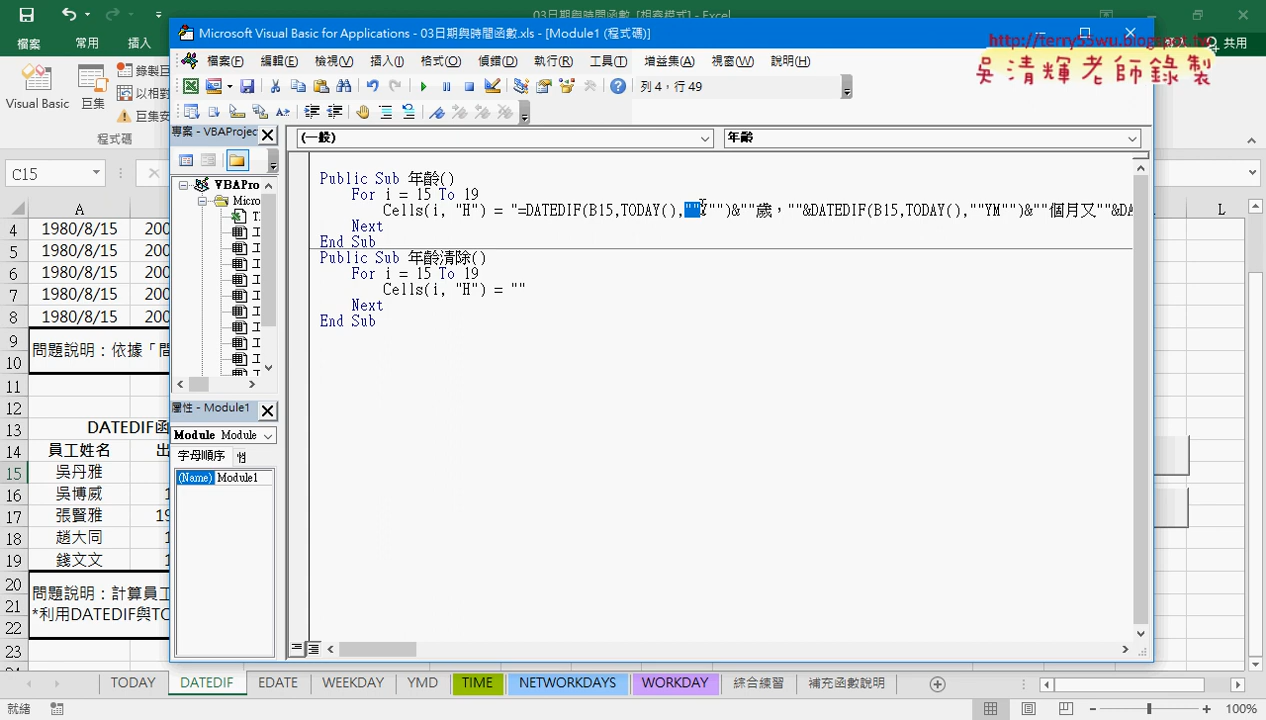 03日期與時間函數 [相容模式] - Excel
檔案 常用 插入
共用
Visual Basic 巨集
錄製巨
以相對
巨集安
程式碼
C15
A L
4 1980/8/15 200
5 1980/8/15 200
6 1980/8/15 200
7 1980/8/15 200
8 1980/8/15 200
9
10 問題說明：依據「間
11
12
13 DATEDIF函
14 員工姓名 出
15 吳丹雅
16 吳博威 1
17 張賢雅 19
18 趙大同 1
19 錢文文 1
20
21 問題說明：計算員工
22 *利用DATEDIF與TO
23
TODAY DATEDIF EDATE WEEKDAY YMD TIME NETWORKDAYS WORKDAY 綜合練習 補充函數說明
就緒 100%
Microsoft Visual Basic for Applications - 03日期與時間函數.xls - [Module1 (程式碼)]
http://terry55wu.blogspot.tw
吳清輝老師錄製
檔案(F) 編輯(E) 檢視(V) 插入(I) 格式(O) 偵錯(D) 執行(R) 工具(T) 增益集(A) 視窗(W) 說明(H)
列 4，行 49
專案 - VBAProjec
VBAPro
Micro
屬性 - Module1
Module1 Module
字母順序
(Name) Module1
(一般) 年齡
Public Sub 年齡()
For i = 15 To 19
Cells(i, "H") = "=DATEDIF(B15,TODAY(),""Y"")&""歲，""&DATEDIF(B15,TODAY(),""YM"")&""個月又""&DA
Next
End Sub
Public Sub 年齡清除()
For i = 15 To 19
Cells(i, "H") = ""
Next
End Sub